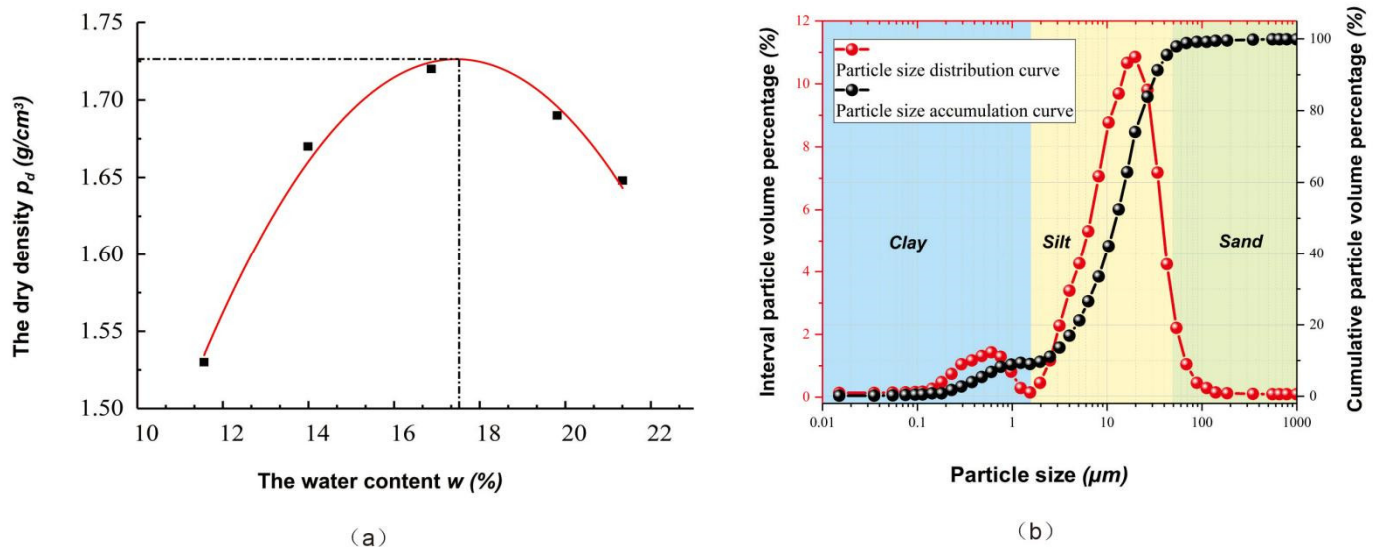 1.75
1.70
1.65
1.60
1.55
1.50
10 12 14 16 18 20 22
The dry density p_d (g/cm³)
The water content w (%)
(a)
12
10
8
6
4
2
0
100
80
60
40
20
0
0.01 0.1 1 10 100 1000
Interval particle volume percentage (%)
Cumulative particle volume percentage (%)
Particle size distribution curve
Particle size accumulation curve
Clay
Silt
Sand
Particle size (μm)
(b)